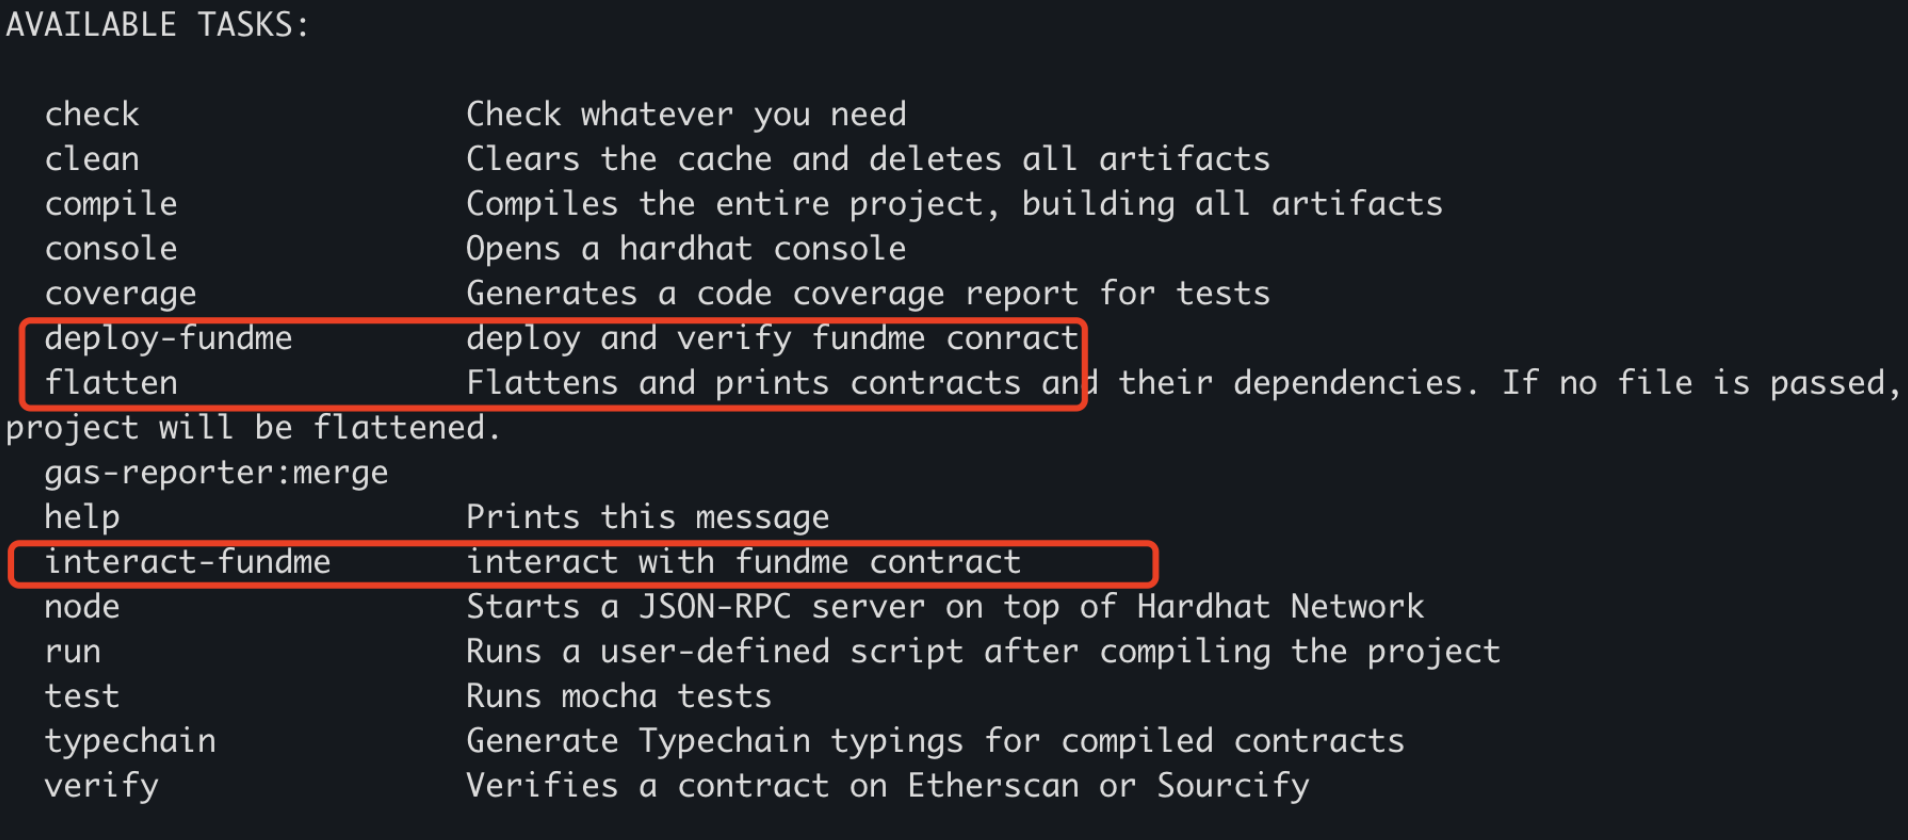 AVAILABLE TASKS:
check Check whatever you need
clean Clears the cache and deletes all artifacts
compile Compiles the entire project, building all artifacts
console Opens a hardhat console
coverage Generates a code coverage report for tests
deploy-fundme deploy and verify fundme conract
flatten Flattens and prints contracts and their dependencies. If no file is passed,
project will be flattened.
gas-reporter:merge
help Prints this message
interact-fundme interact with fundme contract
node Starts a JSON-RPC server on top of Hardhat Network
run Runs a user-defined script after compiling the project
test Runs mocha tests
typechain Generate Typechain typings for compiled contracts
verify Verifies a contract on Etherscan or Sourcify